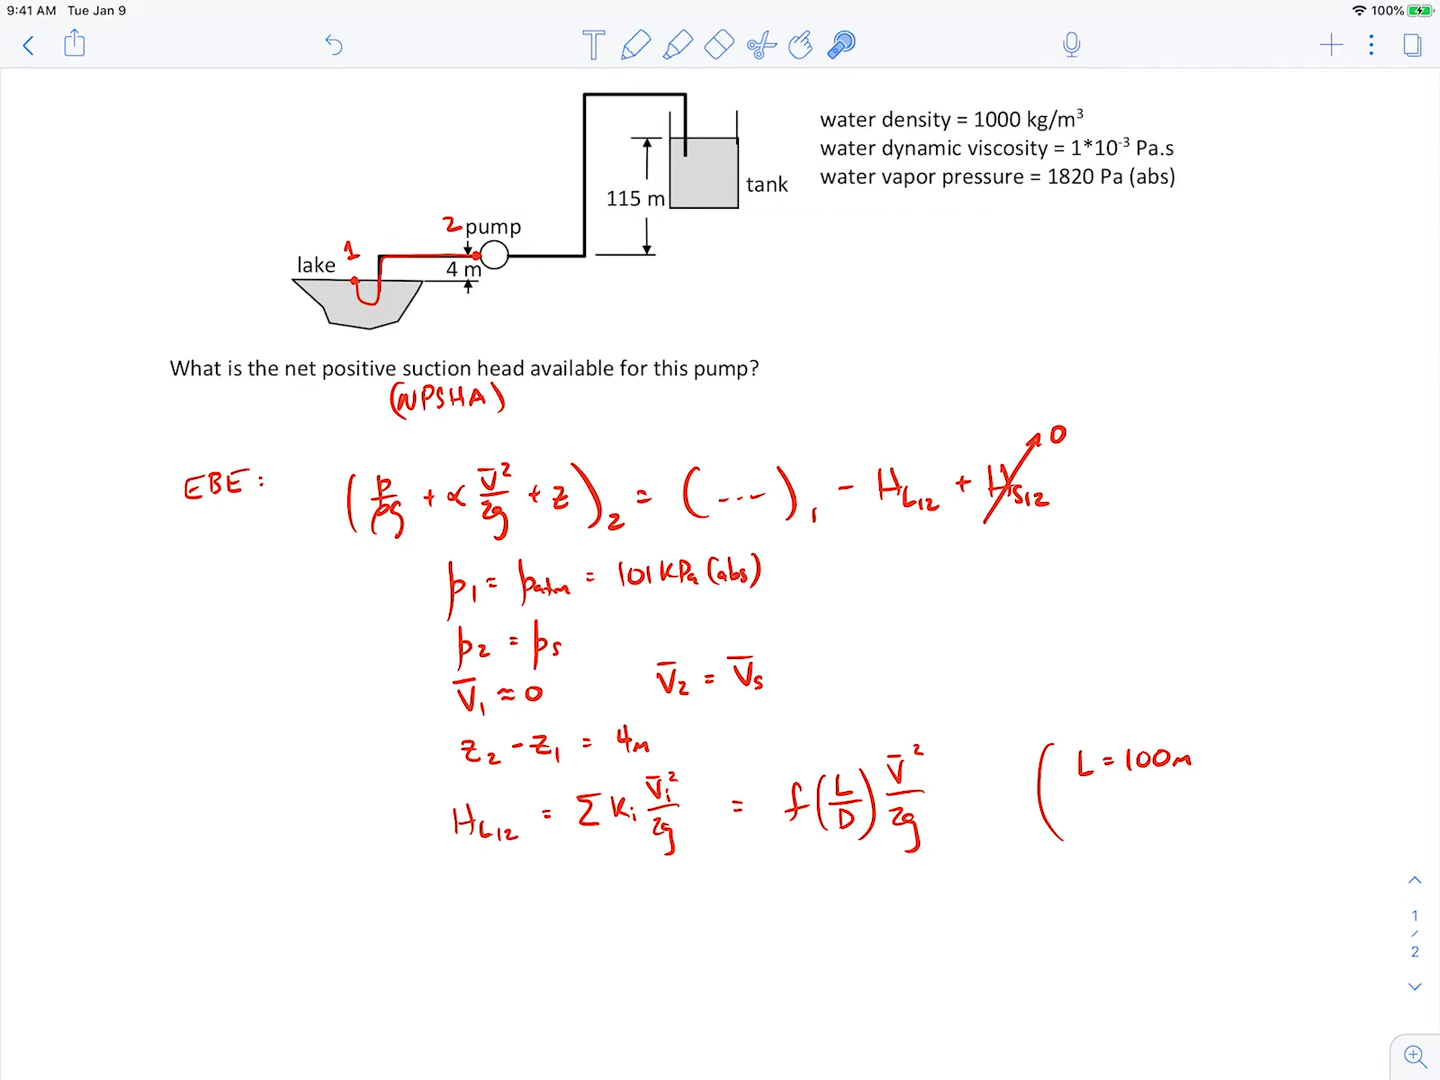 9:41 AM Tue Jan 9
100%
T
water density = 1000 kg/m³
water dynamic viscosity = 1*10⁻³ Pa.s
water vapor pressure = 1820 Pa (abs)
115 m
tank
2 pump
1
lake
4 m
What is the net positive suction head available for this pump?
(NPSHA)
EBE: (p/ρg + α V̅²/2g + z)₂ = (---)₁ - H_L12 + H_S12 → 0
p₁ = p_atm = 101 kPa (abs)
p₂ = p_s
V̅₁ ≈ 0 V̅₂ = V̅_s
z₂ - z₁ = 4m
H_L12 = Σ K_i V̅_i²/2g = f (L/D) V̅²/2g ( L = 100m
1
/
2